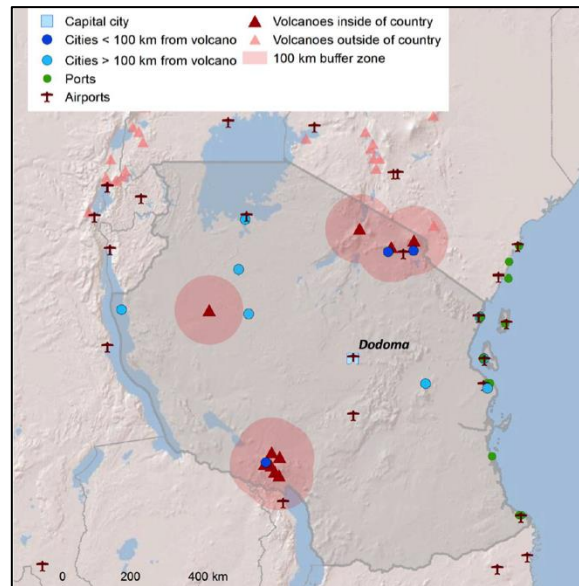 Capital city
Cities < 100 km from volcano
Cities > 100 km from volcano
Ports
Airports
Volcanoes inside of country
Volcanoes outside of country
100 km buffer zone
Dodoma
0 200 400 km